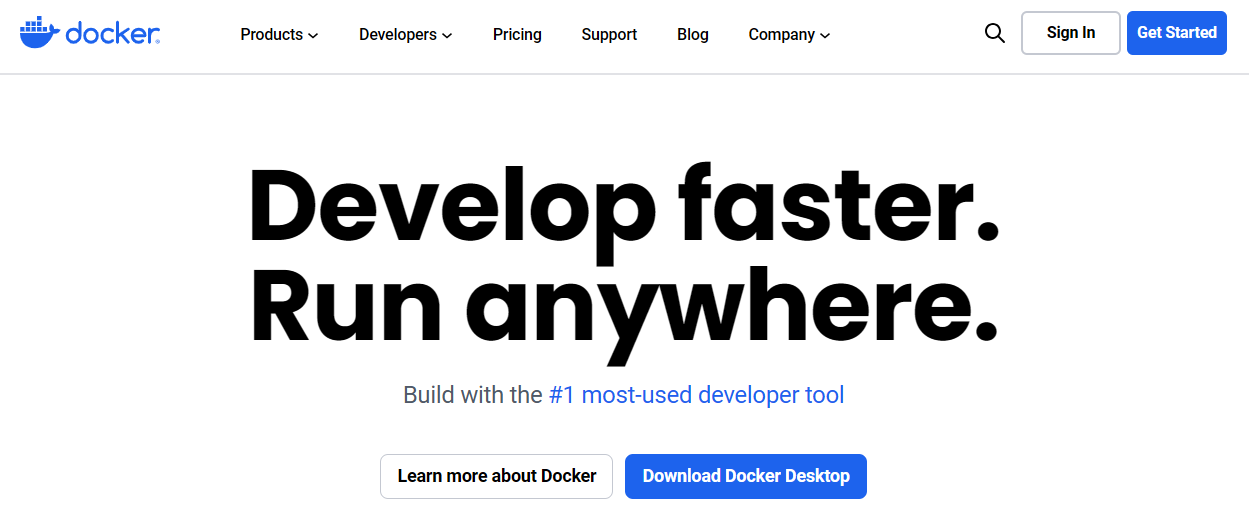 docker
Products Developers Pricing Support Blog Company Sign In Get Started
Develop faster.
Run anywhere.
Build with the #1 most-used developer tool
Learn more about Docker Download Docker Desktop